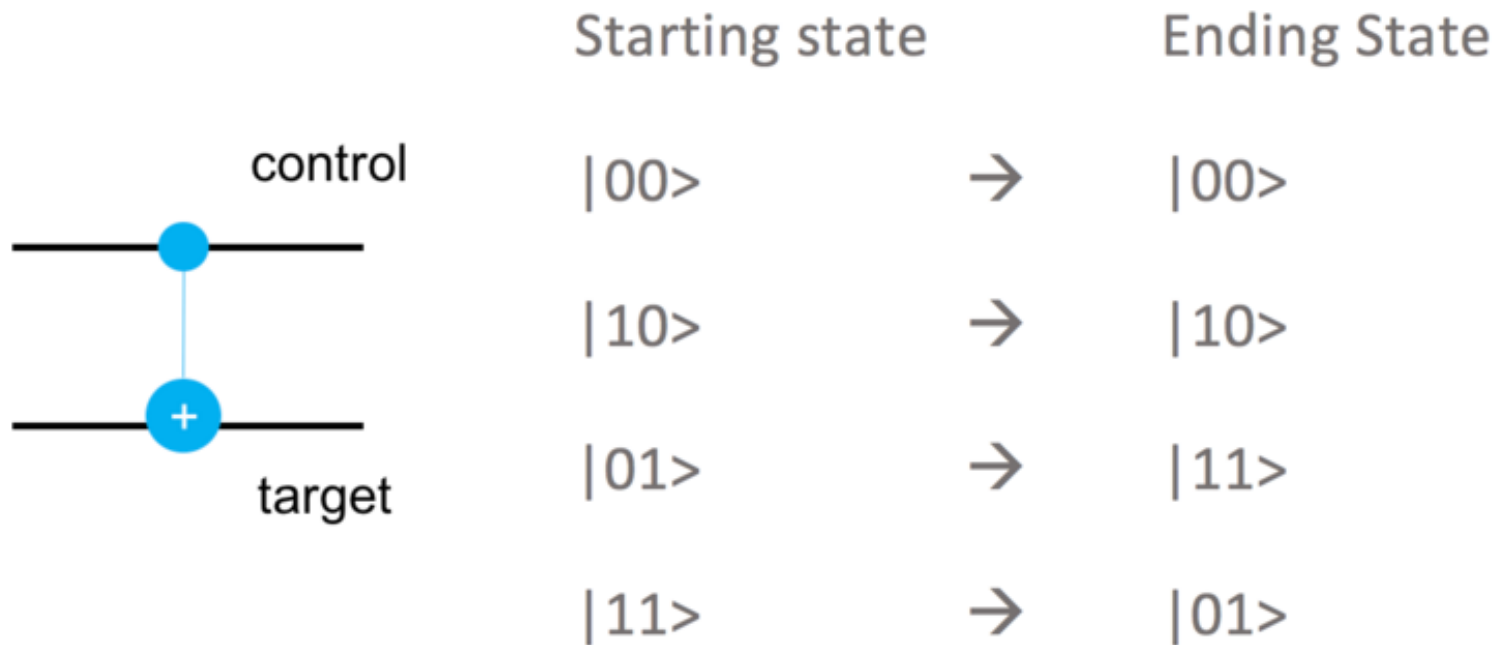 Starting state Ending State
control
|00> → |00>
|10> → |10>
+
|01> → |11>
target
|11> → |01>